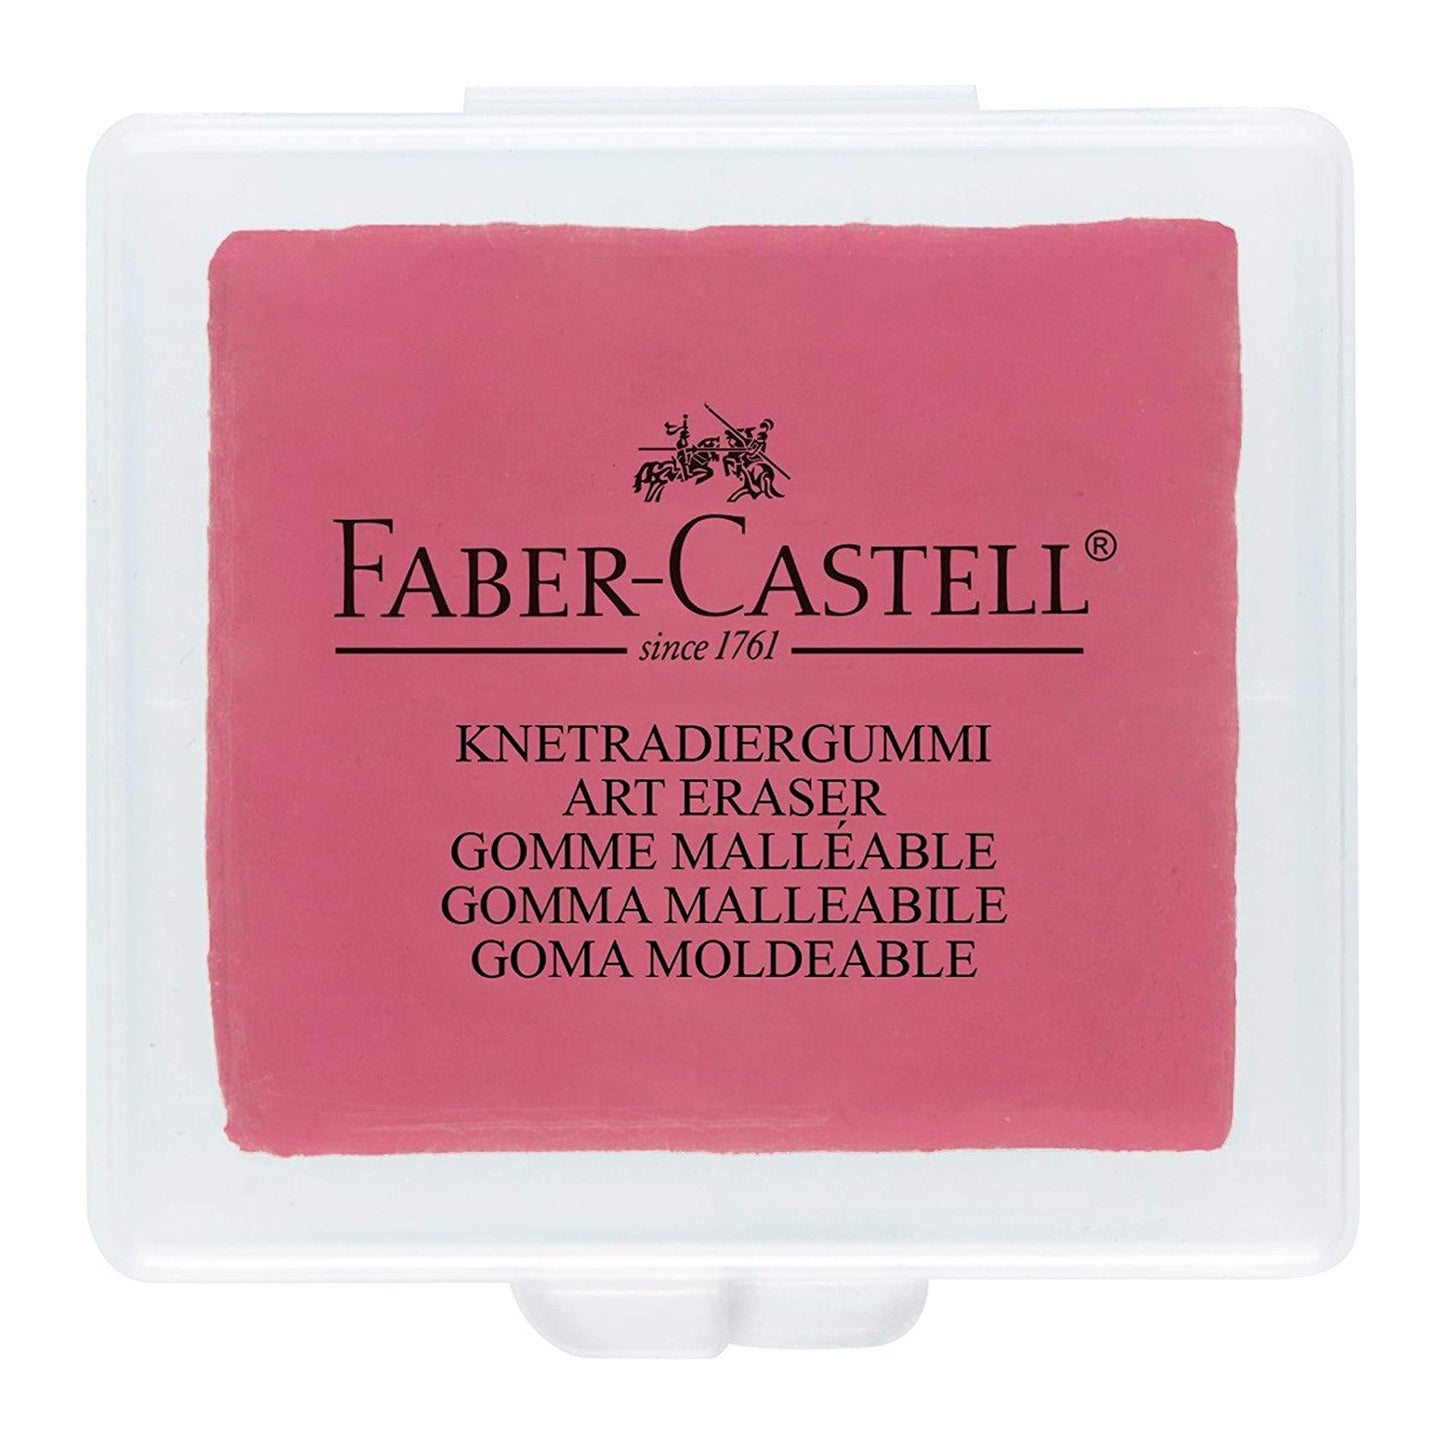 FABER-CASTELL®
since 1761
KNETRADIERGUMMI
ART ERASER
GOMME MALLÉABLE
GOMMA MALLEABILE
GOMA MOLDEABLE